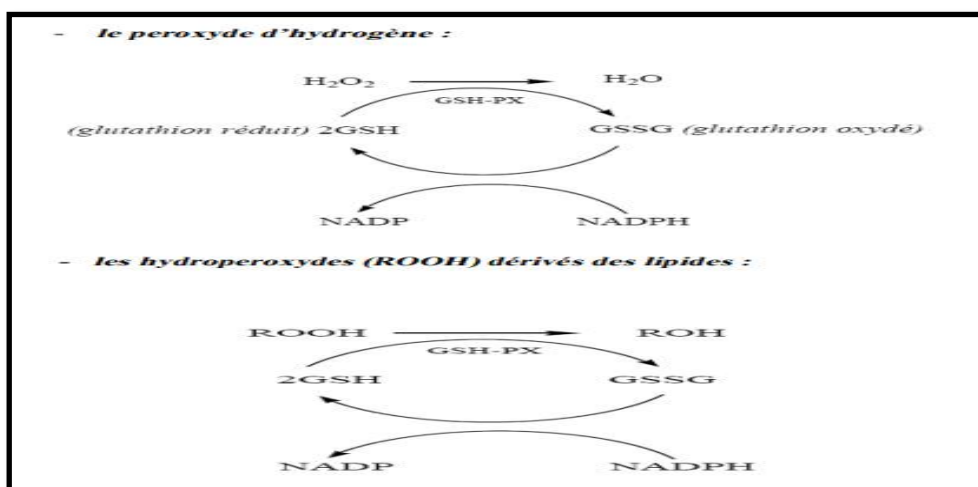 - le peroxyde d'hydrogène :
H₂O₂ H₂O
GSH-PX
(glutathion réduit) 2GSH GSSG (glutathion oxydé)
NADP NADPH
- les hydroperoxydes (ROOH) dérivés des lipides :
ROOH ROH
GSH-PX
2GSH GSSG
NADP NADPH